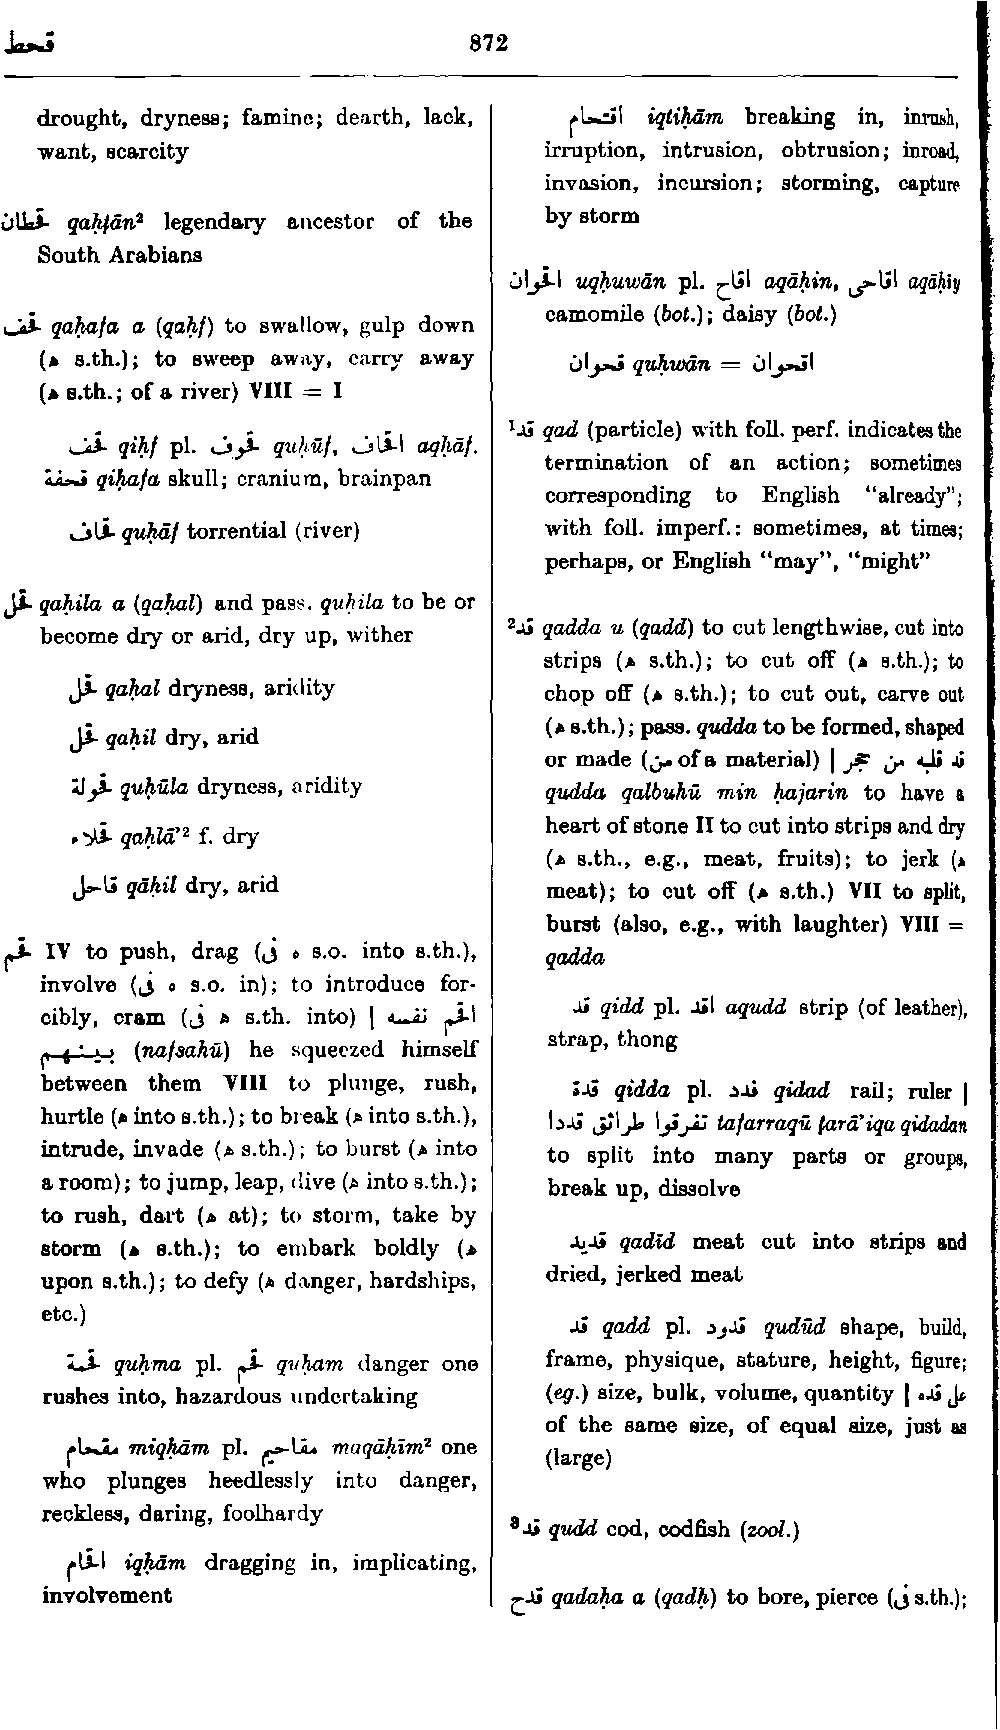 قحط
872
drought, dryness; famine; dearth, lack,
want, scarcity
قحطان qaḥṭān² legendary ancestor of the
South Arabians
قحف qaḥafa a (qaḥf) to swallow, gulp down
(ه s.th.); to sweep away, carry away
(ه s.th.; of a river) VIII = I
قحف qiḥf pl. قحوف quḥūf, اقحاف aqḥāf,
قحفة qiḥafa skull; cranium, brainpan
قحاف quḥāf torrential (river)
قحل qaḥila a (qaḥal) and pass. quḥila to be or
become dry or arid, dry up, wither
قحل qaḥal dryness, aridity
قحل qaḥil dry, arid
قحولة quḥūla dryness, aridity
قحلاء qaḥlā’² f. dry
قاحل qāḥil dry, arid
قحم IV to push, drag (فى ه s.o. into s.th.),
involve (فى ه s.o. in); to introduce for-
cibly, cram (فى ه s.th. into) | اقحم نفسه
بينهم (nafsahū) he squeezed himself
between them VIII to plunge, rush,
hurtle (ه into s.th.); to break (ه into s.th.),
intrude, invade (ه s.th.); to burst (ه into
a room); to jump, leap, dive (ه into s.th.);
to rush, dart (ه at); to storm, take by
storm (ه s.th.); to embark boldly (ه
upon s.th.); to defy (ه danger, hardships,
etc.)
قحمة quḥma pl. قحم quḥam danger one
rushes into, hazardous undertaking
مقحام miqḥām pl. مقاحيم maqāḥīm² one
who plunges heedlessly into danger,
reckless, daring, foolhardy
اقحام iqḥām dragging in, implicating,
involvement
اقتحام iqtiḥām breaking in, inrush,
irruption, intrusion, obtrusion; inroad,
invasion, incursion; storming, capture
by storm
اقحوان uqḥuwān pl. اقاح aqāḥin, اقاحى aqāḥiy
camomile (bot.); daisy (bot.)
قحوان quḥwān = اقحوان
¹قد qad (particle) with foll. perf. indicates the
termination of an action; sometimes
corresponding to English “already”;
with foll. imperf.: sometimes, at times;
perhaps, or English “may”, “might”
²قد qadda u (qadd) to cut lengthwise, cut into
strips (ه s.th.); to cut off (ه s.th.); to
chop off (ه s.th.); to cut out, carve out
(ه s.th.); pass. qudda to be formed, shaped
or made (من of a material) | قد قلبه من حجر
qudda qalbuhū min ḥajarin to have a
heart of stone II to cut into strips and dry
(ه s.th., e.g., meat, fruits); to jerk (ه
meat); to cut off (ه s.th.) VII to split,
burst (also, e.g., with laughter) VIII =
qadda
قد qidd pl. اقد aqudd strip (of leather),
strap, thong
قدة qidda pl. قدد qidad rail; ruler |
تفرقوا طرائق قددا tafarraqū ṭarā’iqa qidadan
to split into many parts or groups,
break up, dissolve
قديد qadīd meat cut into strips and
dried, jerked meat
قد qadd pl. قدود qudūd shape, build,
frame, physique, stature, height, figure;
(eg.) size, bulk, volume, quantity | على قده
of the same size, of equal size, just as
(large)
³قد qudd cod, codfish (zool.)
قدح qadaḥa a (qadḥ) to bore, pierce (فى s.th.);